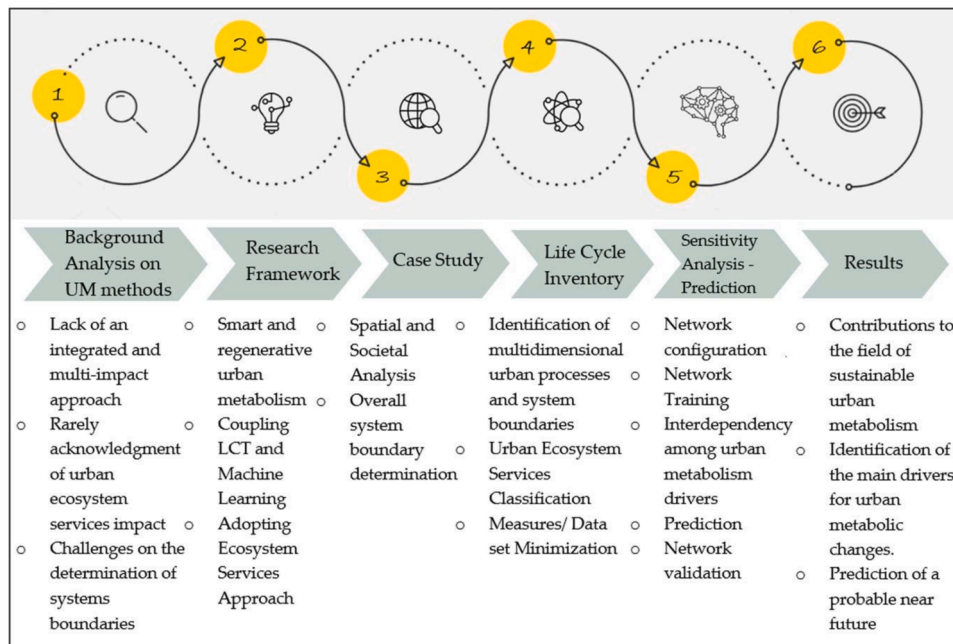 1
2
3
4
5
6
Background
Analysis on
UM methods
Research
Framework
Case Study
Life Cycle
Inventory
Sensitivity
Analysis -
Prediction
Results
Lack of an
integrated and
multi-impact
approach
Rarely
acknowledgment
of urban
ecosystem
services impact
Challenges on the
determination of
systems
boundaries
Smart and
regenerative
urban
metabolism
Coupling
LCT and
Machine
Learning
Adopting
Ecosystem
Services
Approach
Spatial and
Societal
Analysis
Overall
system
boundary
determination
Identification of
multidimensional
urban processes
and system
boundaries
Urban Ecosystem
Services
Classification
Measures/ Data
set Minimization
Network
configuration
Network
Training
Interdependency
among urban
metabolism
drivers
Prediction
Network
validation
Contributions to
the field of
sustainable
urban
metabolism
Identification of
the main drivers
for urban
metabolic
changes.
Prediction of a
probable near
future